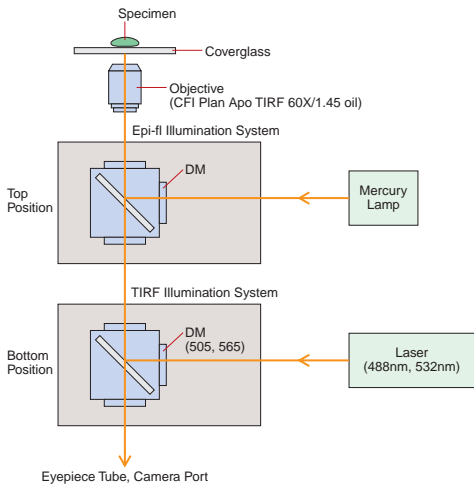 Specimen
Coverglass
Objective
(CFI Plan Apo TIRF 60X/1.45 oil)
Epi-fl Illumination System
DM
Top
Position
Mercury
Lamp
TIRF Illumination System
DM
(505, 565)
Bottom
Position
Laser
(488nm, 532nm)
Eyepiece Tube, Camera Port